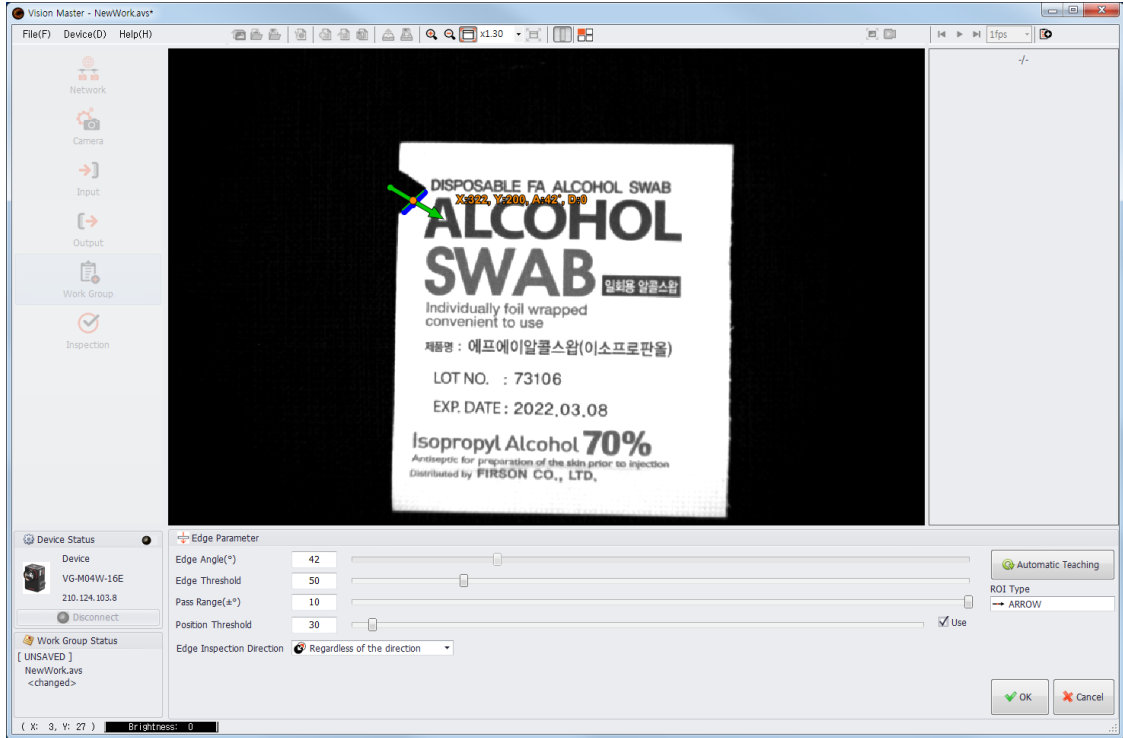 Vision Master - NewWork.avs*
File(F) Device(D) Help(H)
x1.30
1fps
-/-
Network
Camera
Input
Output
Work Group
Inspection
DISPOSABLE FA ALCOHOL SWAB
X:322, Y:200, A:42˚, D:0
ALCOHOL
SWAB
일회용 알콜스왑
Individually foil wrapped
convenient to use
제품명 : 에프에이알콜스왑(이소프로판올)
LOT NO. : 73106
EXP. DATE : 2022.03.08
Isopropyl Alcohol 70%
Antiseptic for preparation of the skin prior to injection
Distributed by FIRSON CO., LTD.
Device Status
Device
VG-M04W-16E
210.124.103.8
Disconnect
Work Group Status
[ UNSAVED ]
NewWork.avs
<changed>
Edge Parameter
Edge Angle(°) 42
Edge Threshold 50
Pass Range(±°) 10
Position Threshold 30
Use
Edge Inspection Direction Regardless of the direction
Automatic Teaching
ROI Type
ARROW
OK Cancel
( X: 3, Y: 27 ) Brightness: 0